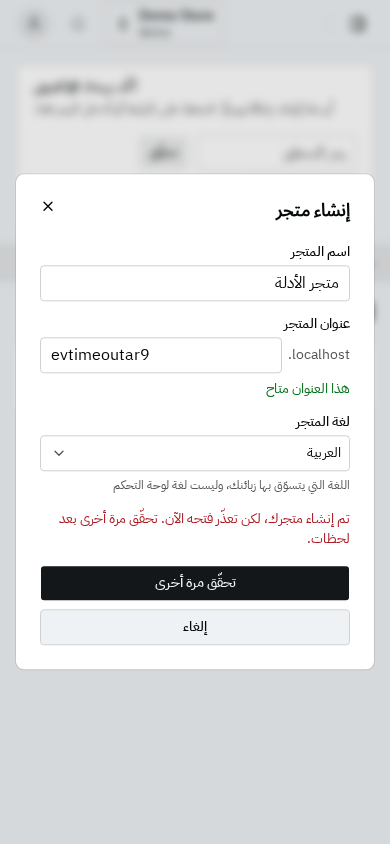 Demo Store
إنشاء متجر
اسم المتجر
متجر الأدلة
عنوان المتجر
evtimeoutar9
.localhost
هذا العنوان متاح
لغة المتجر
العربية
اللغة التي يتسوّق بها زبائنك، وليست لغة لوحة التحكم
تم إنشاء متجرك، لكن تعذّر فتحه الآن. تحقّق مرة أخرى بعد
لحظات.
تحقّق مرة أخرى
إلغاء